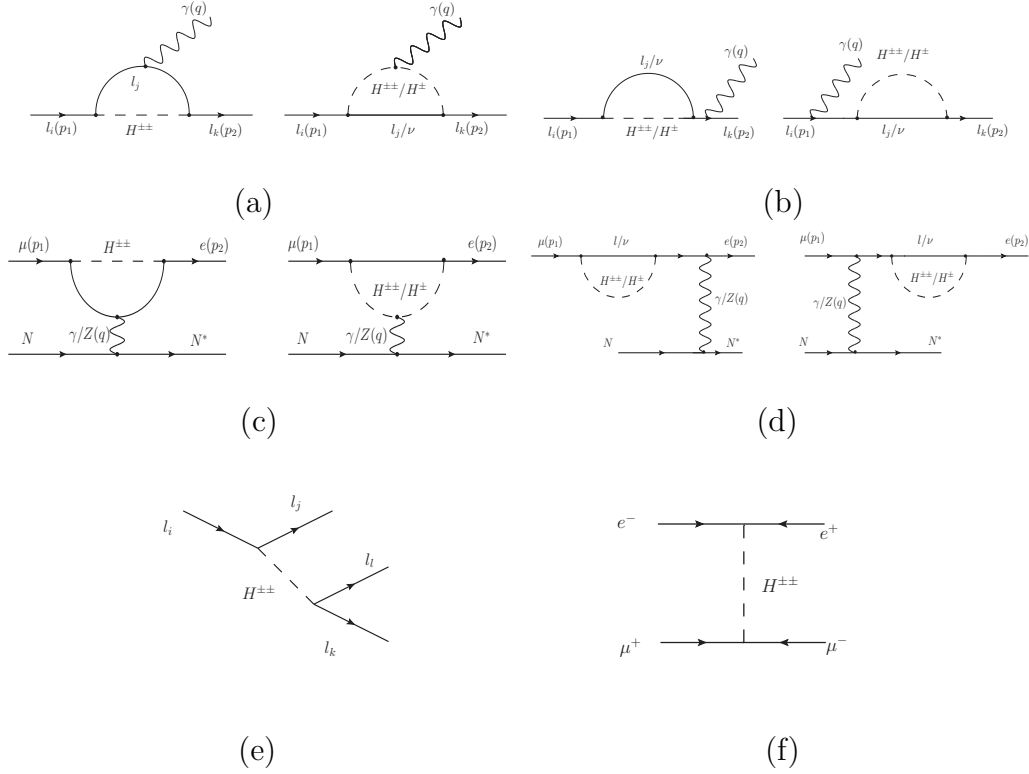 γ(q)
l_j
l_i(p_1) H^{±±} l_k(p_2)
γ(q)
H^{±±}/H^±
l_i(p_1) l_j/ν l_k(p_2)
(a)
l_j/ν γ(q)
l_i(p_1) H^{±±}/H^± l_k(p_2)
γ(q) H^{±±}/H^±
l_i(p_1) l_j/ν l_k(p_2)
(b)
μ(p_1) H^{±±} e(p_2)
N γ/Z(q) N^*
μ(p_1) e(p_2)
H^{±±}/H^±
N γ/Z(q) N^*
(c)
μ(p_1) l/ν e(p_2)
H^{±±}/H^±
γ/Z(q)
N N^*
μ(p_1) l/ν e(p_2)
H^{±±}/H^±
γ/Z(q)
N N^*
(d)
l_i l_j
H^{±±} l_l
l_k
(e)
e^- e^+
H^{±±}
μ^+ μ^-
(f)